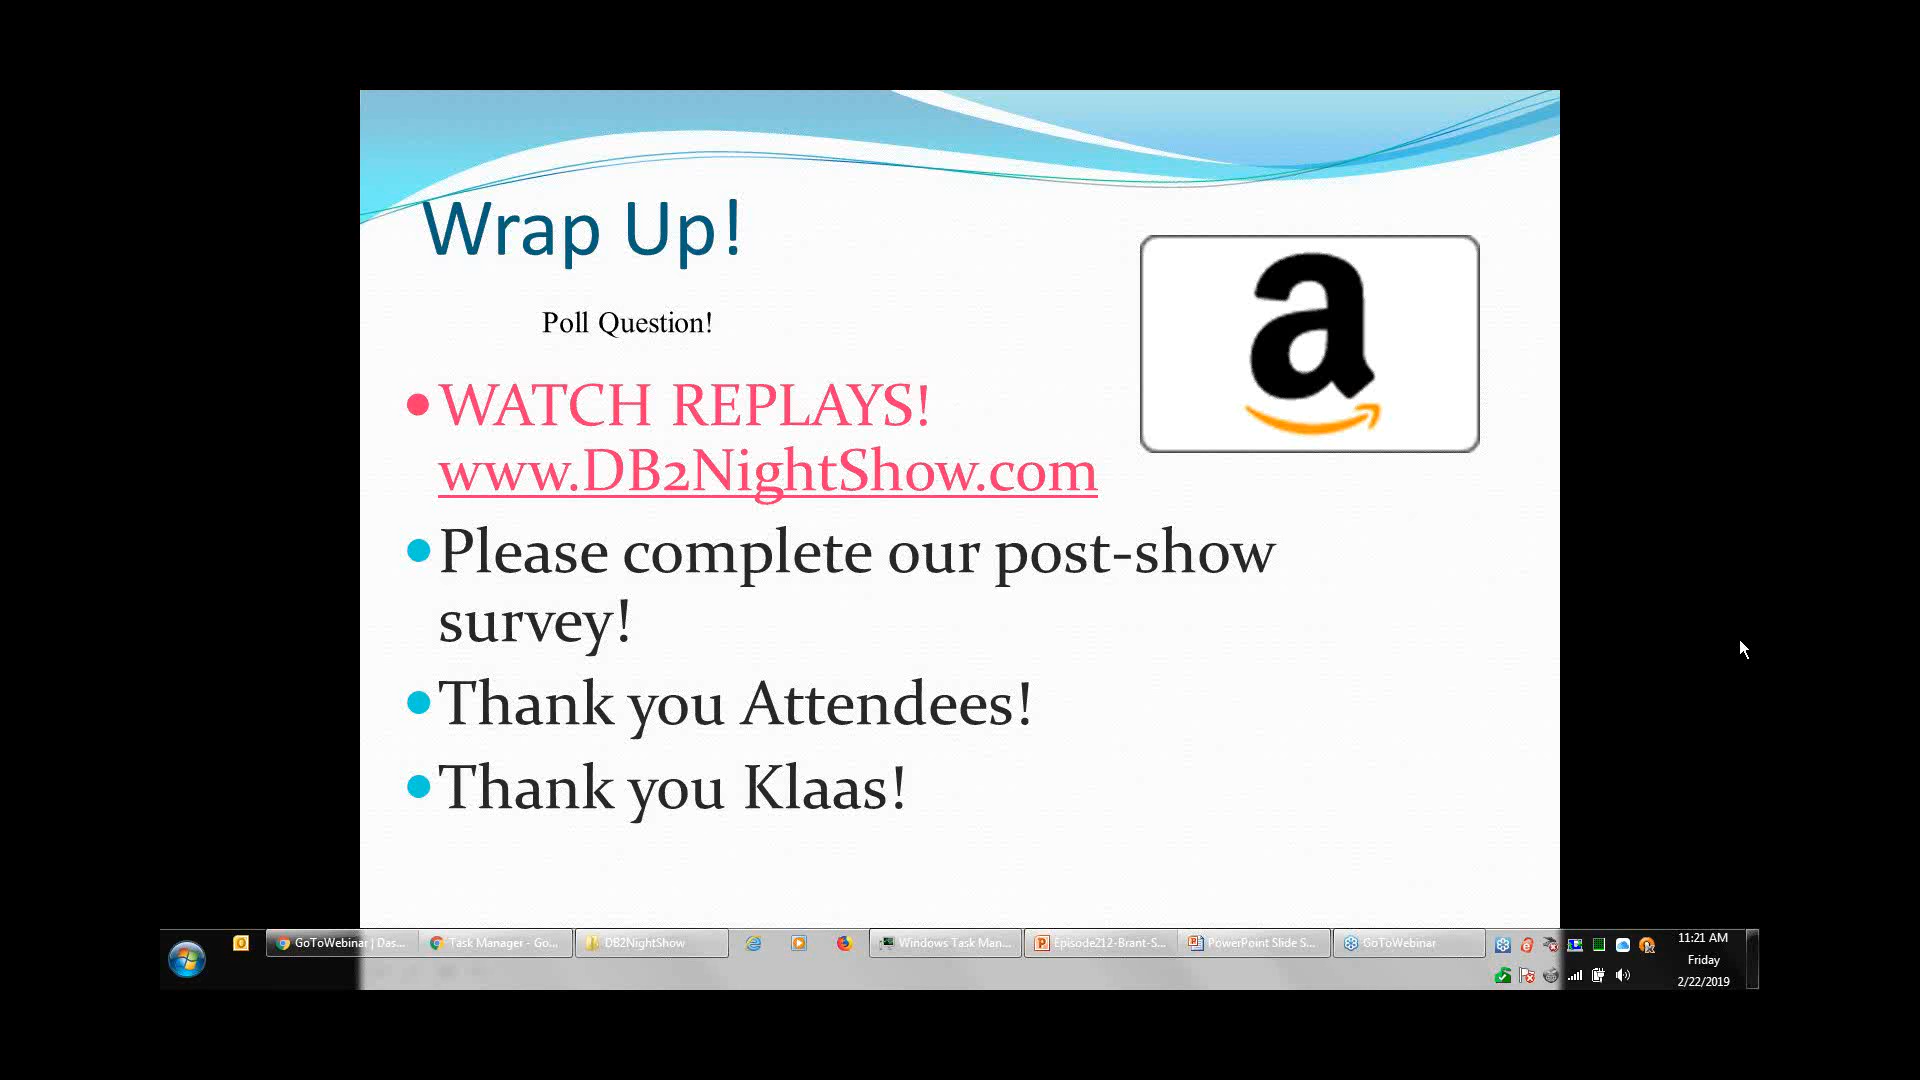 Wrap Up!
Poll Question!
WATCH REPLAYS!
www.DB2NightShow.com
Please complete our post-show
survey!
Thank you Attendees!
Thank you Klaas!
a
GoToWebinar | Das...
Task Manager - Go...
DB2NightShow
Windows Task Man...
Episode212-Brant-S...
PowerPoint Slide S...
GoToWebinar
11:21 AM
Friday
2/22/2019